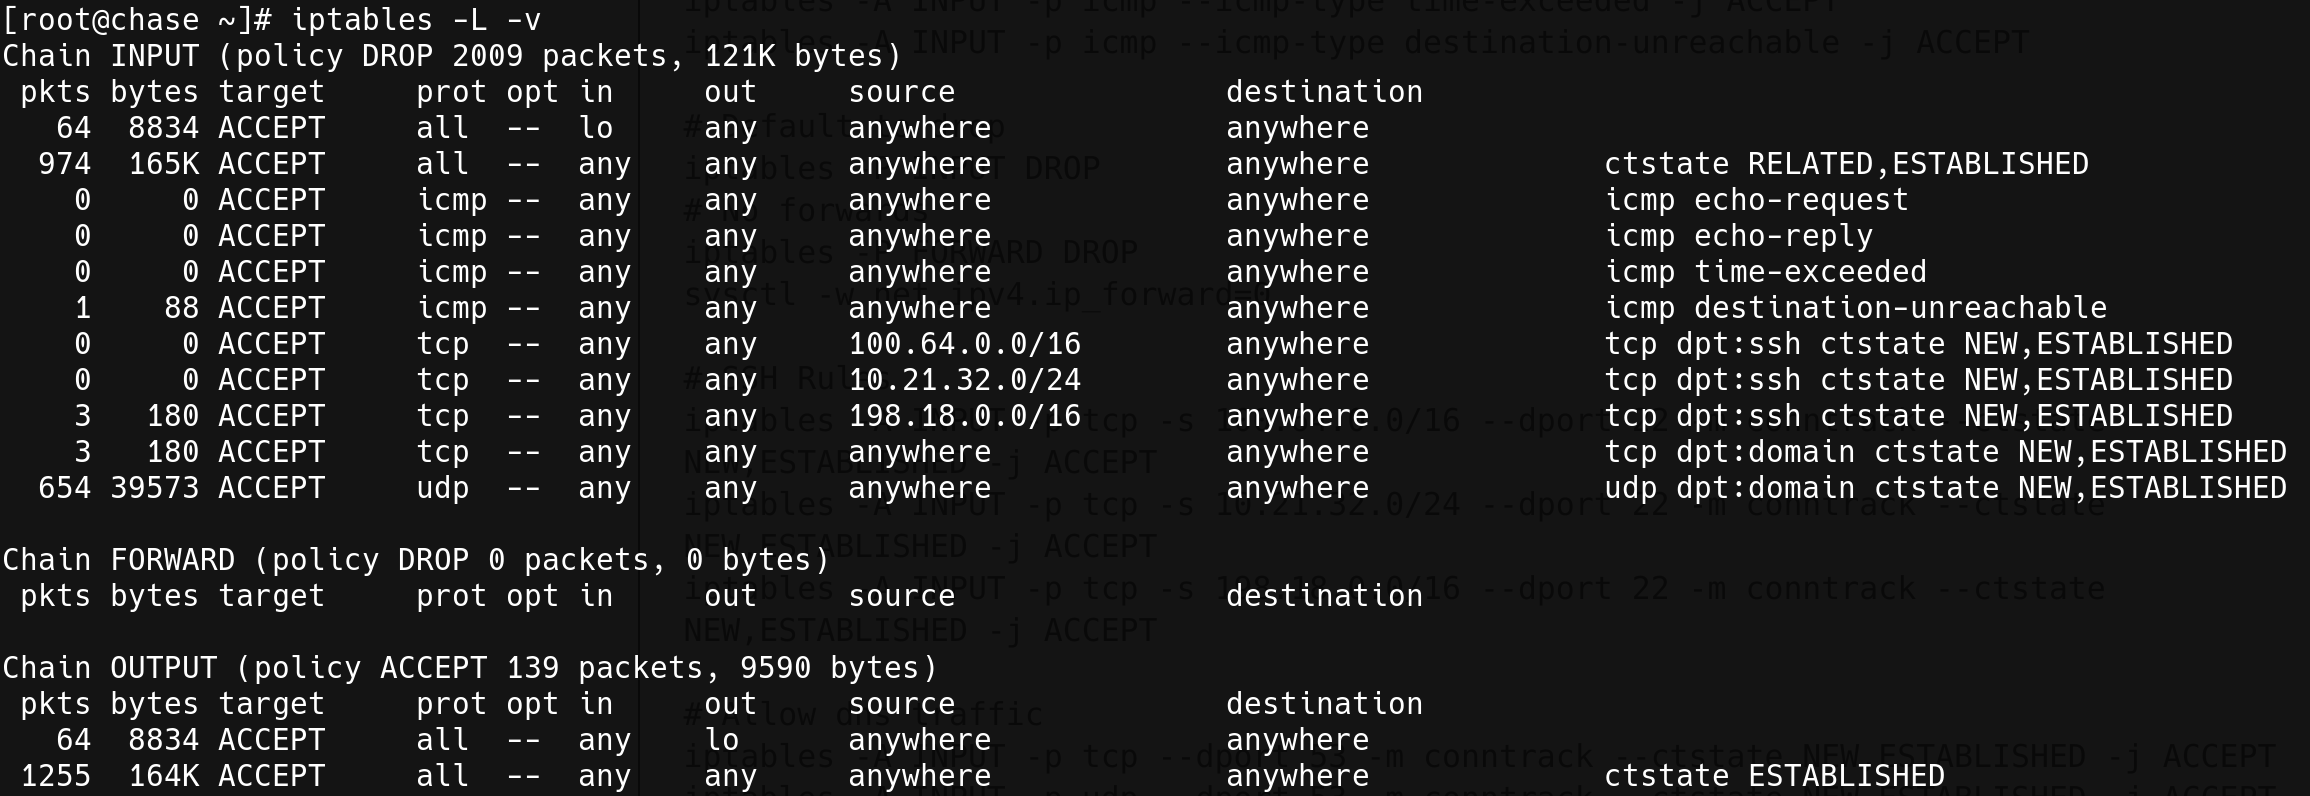 [root@chase ~]# iptables -L -v
Chain INPUT (policy DROP 2009 packets, 121K bytes)
 pkts bytes target     prot opt in     out     source               destination
   64  8834 ACCEPT     all  --  lo     any     anywhere             anywhere
  974  165K ACCEPT     all  --  any    any     anywhere             anywhere             ctstate RELATED,ESTABLISHED
    0     0 ACCEPT     icmp --  any    any     anywhere             anywhere             icmp echo-request
    0     0 ACCEPT     icmp --  any    any     anywhere             anywhere             icmp echo-reply
    0     0 ACCEPT     icmp --  any    any     anywhere             anywhere             icmp time-exceeded
    1    88 ACCEPT     icmp --  any    any     anywhere             anywhere             icmp destination-unreachable
    0     0 ACCEPT     tcp  --  any    any     100.64.0.0/16        anywhere             tcp dpt:ssh ctstate NEW,ESTABLISHED
    0     0 ACCEPT     tcp  --  any    any     10.21.32.0/24        anywhere             tcp dpt:ssh ctstate NEW,ESTABLISHED
    3   180 ACCEPT     tcp  --  any    any     198.18.0.0/16        anywhere             tcp dpt:ssh ctstate NEW,ESTABLISHED
    3   180 ACCEPT     tcp  --  any    any     anywhere             anywhere             tcp dpt:domain ctstate NEW,ESTABLISHED
  654 39573 ACCEPT     udp  --  any    any     anywhere             anywhere             udp dpt:domain ctstate NEW,ESTABLISHED

Chain FORWARD (policy DROP 0 packets, 0 bytes)
 pkts bytes target     prot opt in     out     source               destination

Chain OUTPUT (policy ACCEPT 139 packets, 9590 bytes)
 pkts bytes target     prot opt in     out     source               destination
   64  8834 ACCEPT     all  --  any    lo      anywhere             anywhere
 1255  164K ACCEPT     all  --  any    any     anywhere             anywhere             ctstate ESTABLISHED